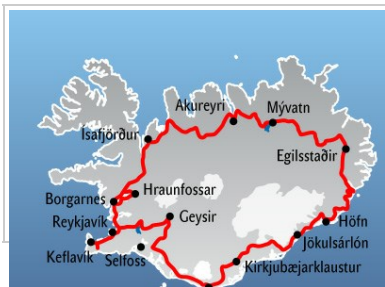 Akureyri
Mývatn
Ísafjörður
Egilsstaðir
Hraunfossar
Borgarnes
Reykjavík
Geysir
Höfn
Jökulsárlón
Keflavík
Selfoss
Kirkjubæjarklaustur